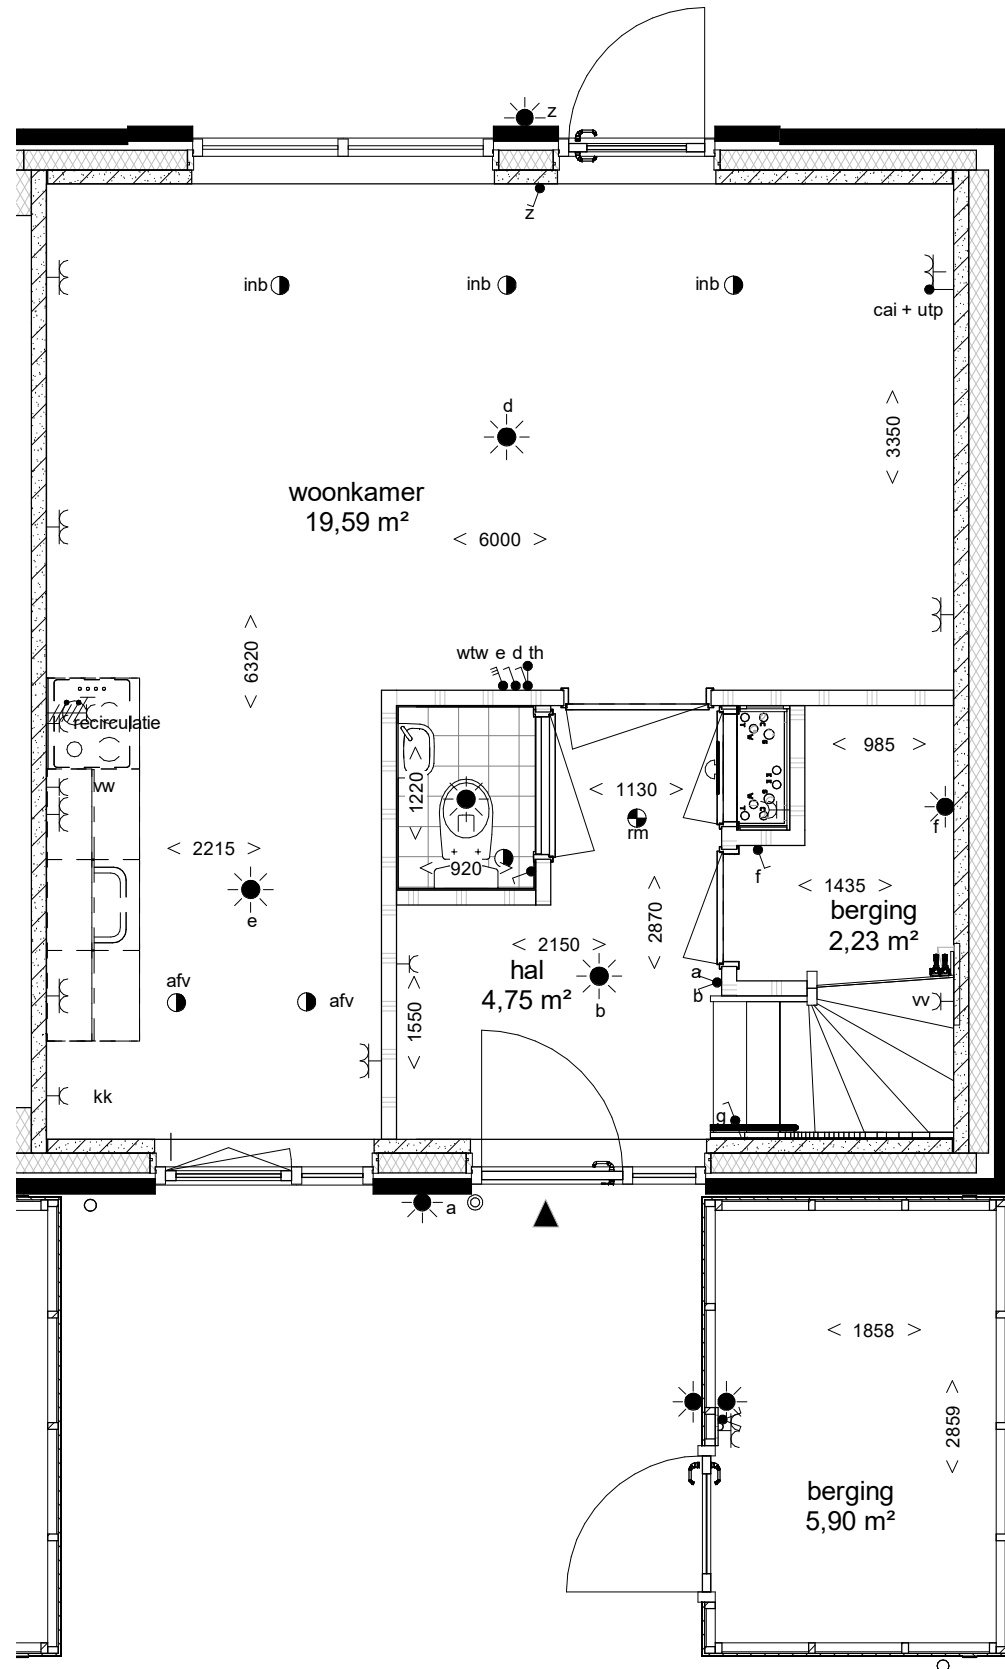 z
z
inb
inb
inb
cai + utp
d
< 3350 >
woonkamer
19,59 m²
< 6000 >
< 6320 >
wtw e d th
recirculatie
vw
< 985 >
< 1220 >
< 1130 >
rm
f
< 2215 >
< 920 >
f
< 1435 >
e
< 2870 >
berging
2,23 m²
< 2150 >
hal
4,75 m²
a
b
afv
afv
b
vv
< 1550 >
kk
g
a
< 1858 >
< 2859 >
berging
5,90 m²